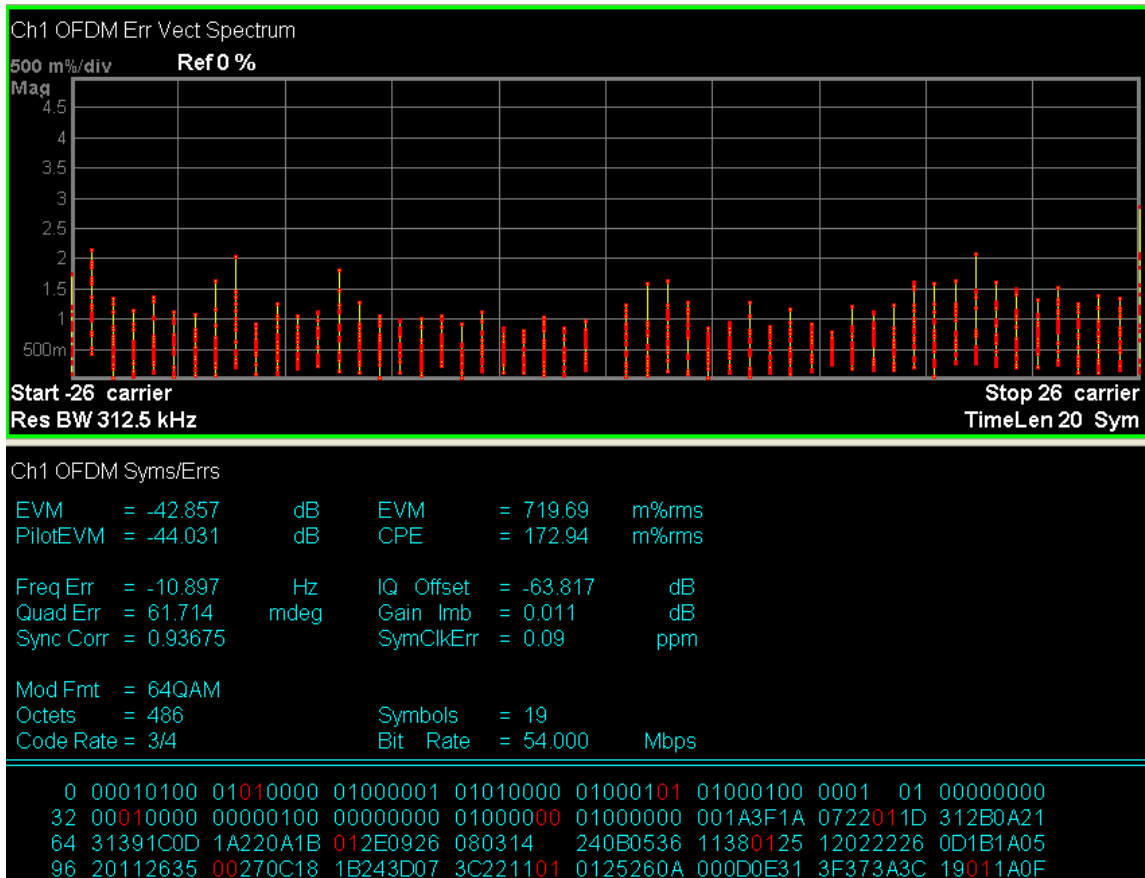 Ch1 OFDM Err Vect Spectrum
500 m%/div Ref 0 %
Mag
4.5
4
3.5
3
2.5
2
1.5
1
500m
Start -26 carrier Stop 26 carrier
Res BW 312.5 kHz TimeLen 20 Sym
Ch1 OFDM Syms/Errs
EVM = -42.857 dB EVM = 719.69 m%rms
PilotEVM = -44.031 dB CPE = 172.94 m%rms
Freq Err = -10.897 Hz IQ Offset = -63.817 dB
Quad Err = 61.714 mdeg Gain Imb = 0.011 dB
Sync Corr = 0.93675 SymClkErr = 0.09 ppm
Mod Fmt = 64QAM
Octets = 486 Symbols = 19
Code Rate = 3/4 Bit Rate = 54.000 Mbps
0 00010100 01010000 01000001 01010000 01000101 01000100 0001 01 00000000
32 00010000 00000100 00000000 01000000 01000000 001A3F1A 0722011D 312B0A21
64 31391C0D 1A220A1B 012E0926 080314 240B0536 11380125 12022226 0D1B1A05
96 20112635 00270C18 1B243D07 3C221101 0125260A 000D0E31 3F373A3C 19011A0F